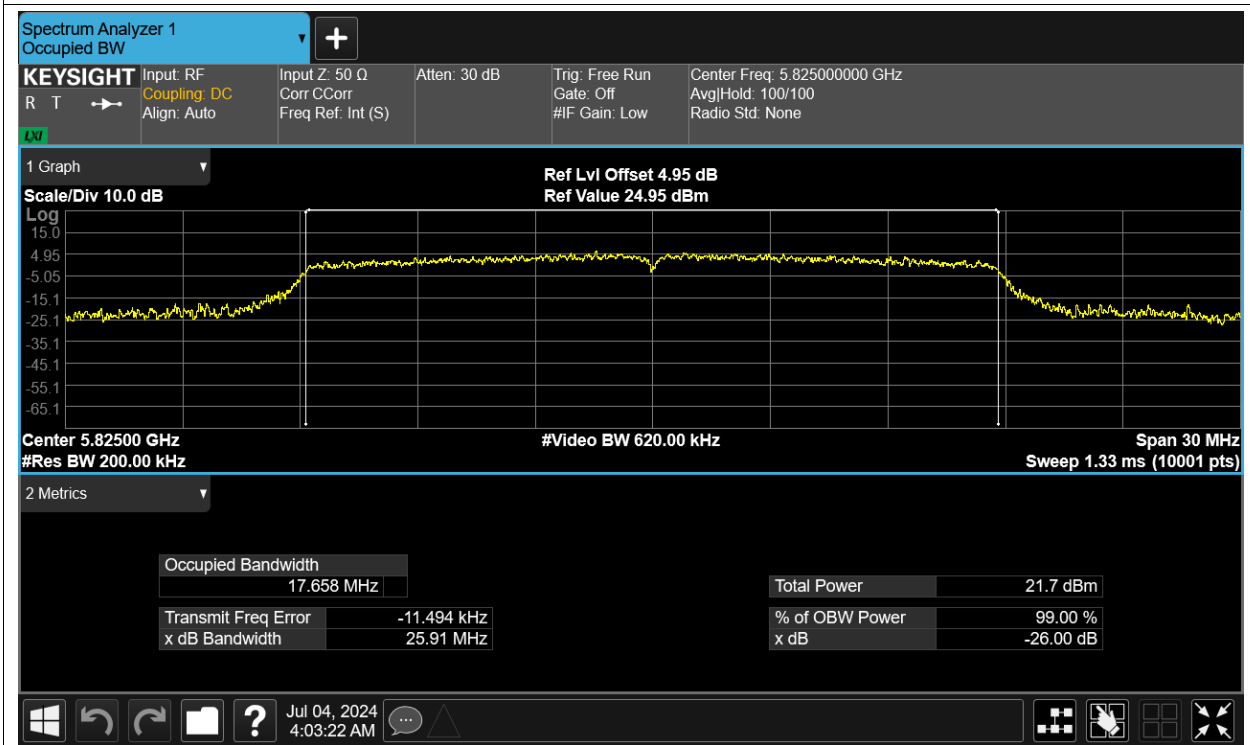 Spectrum Analyzer 1
Occupied BW
▼
+
KEYSIGHT
R T
LXI
Input: RF
Coupling: DC
Align: Auto
Input Z: 50 Ω
Corr CCorr
Freq Ref: Int (S)
Atten: 30 dB
Trig: Free Run
Gate: Off
#IF Gain: Low
Center Freq: 5.825000000 GHz
Avg|Hold: 100/100
Radio Std: None
1 Graph ▼
Scale/Div 10.0 dB
Ref Lvl Offset 4.95 dB
Ref Value 24.95 dBm
Log
15.0
4.95
-5.05
-15.1
-25.1
-35.1
-45.1
-55.1
-65.1
Center 5.82500 GHz
#Res BW 200.00 kHz
#Video BW 620.00 kHz
Span 30 MHz
Sweep 1.33 ms (10001 pts)
2 Metrics ▼
Occupied Bandwidth
17.658 MHz
Transmit Freq Error -11.494 kHz
x dB Bandwidth 25.91 MHz
Total Power 21.7 dBm
% of OBW Power 99.00 %
x dB -26.00 dB
?
Jul 04, 2024
4:03:22 AM